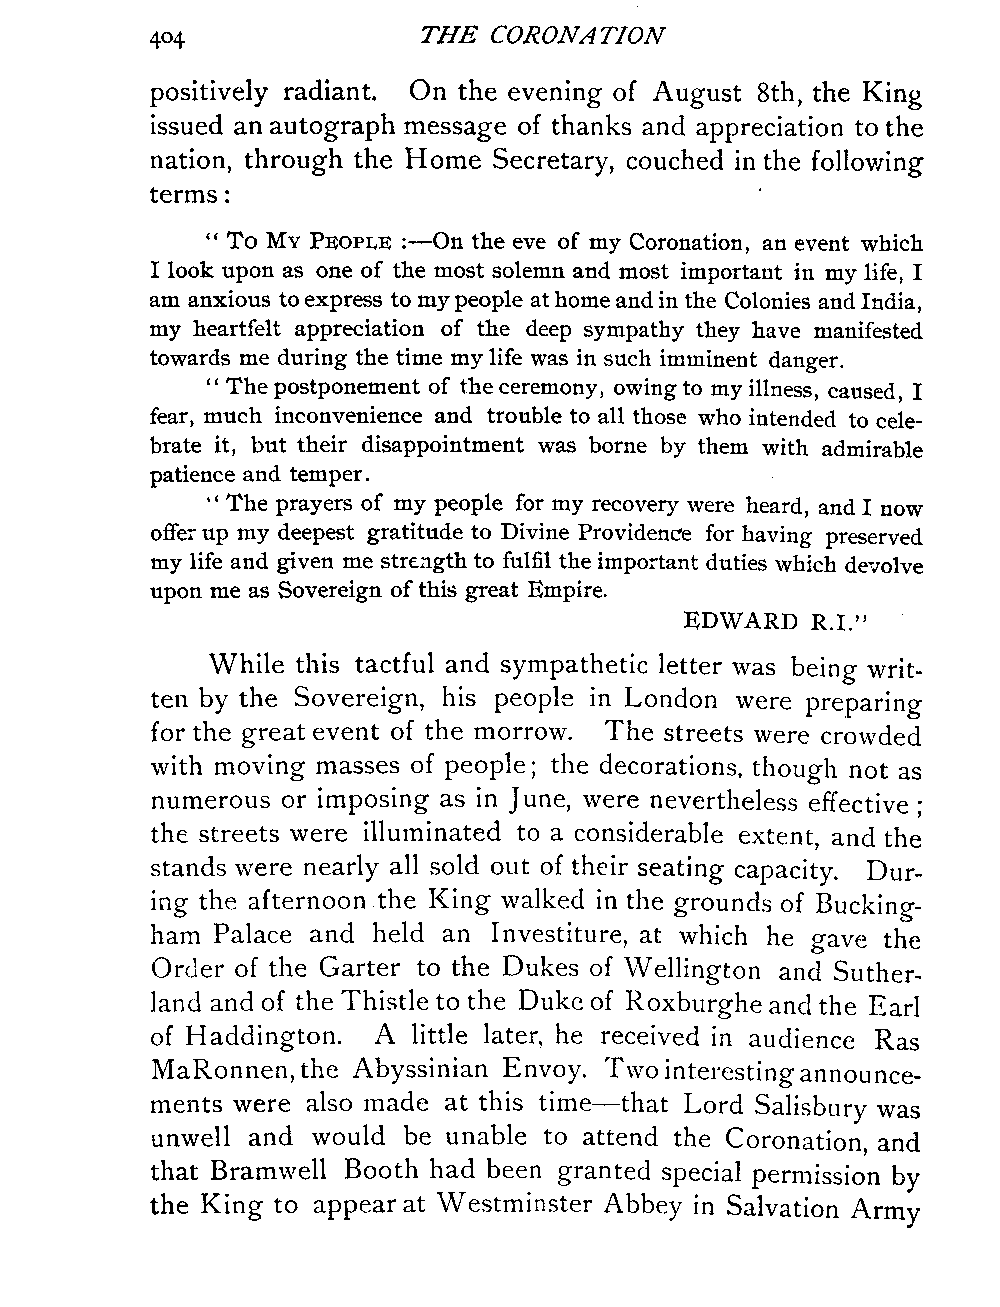 404 THE CORONATION
positively radiant. On the evening of August 8th, the King
issued an autograph message of thanks and appreciation to the
nation, through the Home Secretary, couched in the following
terms :
“ To My People :—On the eve of my Coronation, an event which
I look upon as one of the most solemn and most important in my life, I
am anxious to express to my people at home and in the Colonies and India,
my heartfelt appreciation of the deep sympathy they have manifested
towards me during the time my life was in such imminent danger.
“ The postponement of the ceremony, owing to my illness, caused, I
fear, much inconvenience and trouble to all those who intended to cele-
brate it, but their disappointment was borne by them with admirable
patience and temper.
“ The prayers of my people for my recovery were heard, and I now
offer up my deepest gratitude to Divine Providence for having preserved
my life and given me strength to fulfil the important duties which devolve
upon me as Sovereign of this great Empire.
EDWARD R.I.”
While this tactful and sympathetic letter was being writ-
ten by the Sovereign, his people in London were preparing
for the great event of the morrow. The streets were crowded
with moving masses of people; the decorations, though not as
numerous or imposing as in June, were nevertheless effective ;
the streets were illuminated to a considerable extent, and the
stands were nearly all sold out of their seating capacity. Dur-
ing the afternoon the King walked in the grounds of Bucking-
ham Palace and held an Investiture, at which he gave the
Order of the Garter to the Dukes of Wellington and Suther-
land and of the Thistle to the Duke of Roxburghe and the Earl
of Haddington. A little later, he received in audience Ras
MaRonnen, the Abyssinian Envoy. Two interesting announce-
ments were also made at this time—that Lord Salisbury was
unwell and would be unable to attend the Coronation, and
that Bramwell Booth had been granted special permission by
the King to appear at Westminster Abbey in Salvation Army